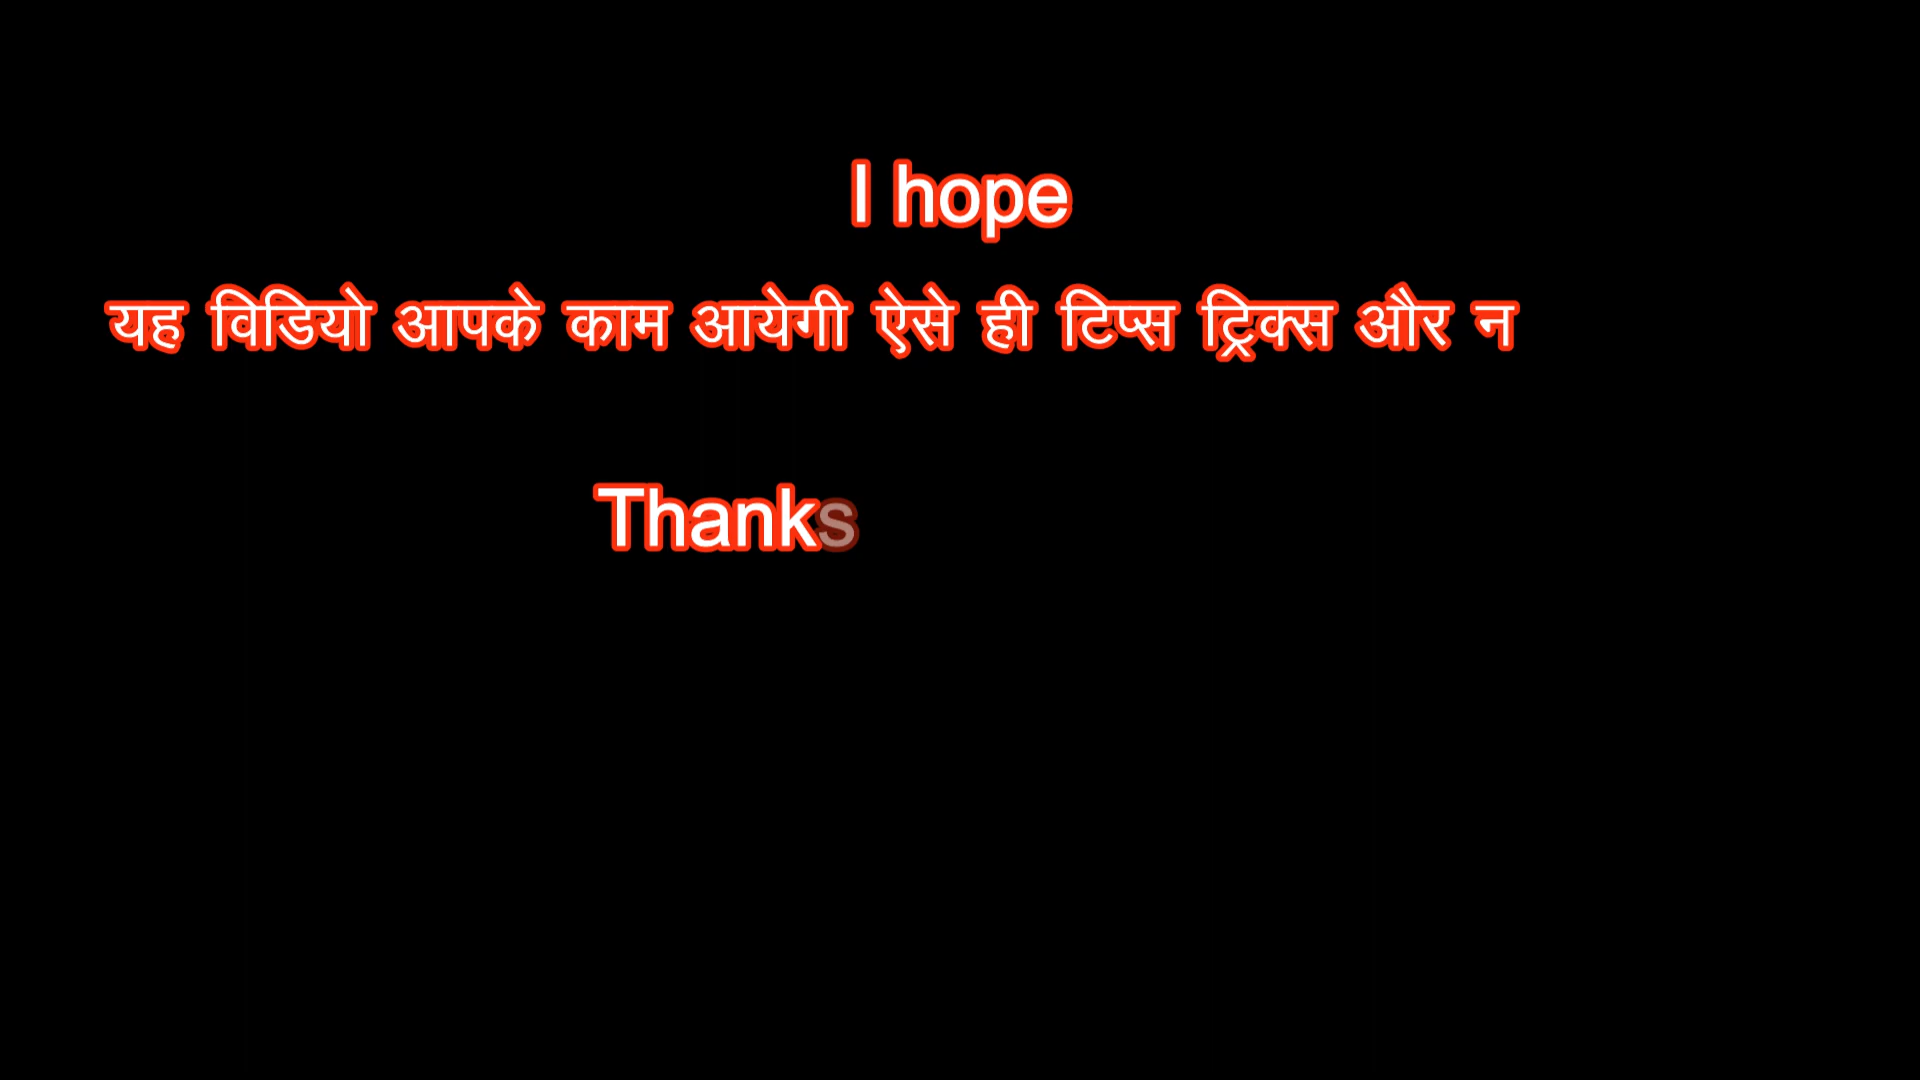 I hope
यह विडियो आपके काम आयेगी ऐसे ही टिप्स ट्रिक्स और न
Thanks